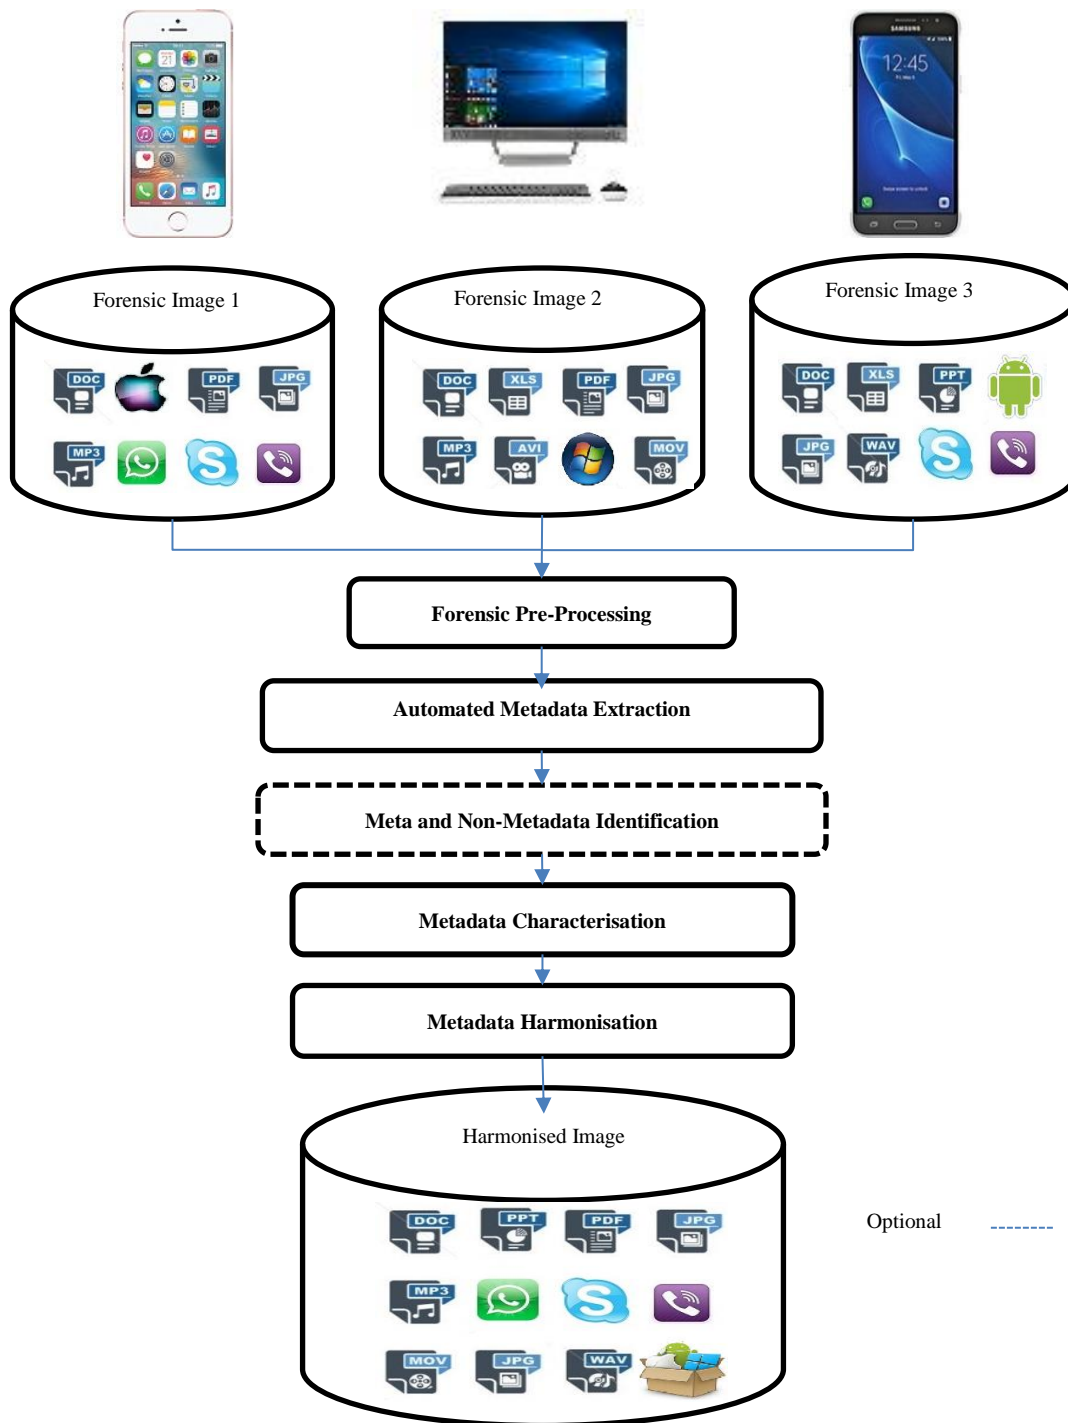 SAMSUNG
12:45
Forensic Image 1
Forensic Image 2
Forensic Image 3
DOC
PDF
JPG
MP3
DOC
XLS
PDF
JPG
MP3
AVI
MOV
DOC
XLS
PPT
JPG
WAV
Forensic Pre-Processing
Automated Metadata Extraction
Meta and Non-Metadata Identification
Metadata Characterisation
Metadata Harmonisation
Harmonised Image
DOC
PPT
PDF
JPG
MP3
MOV
JPG
WAV
Optional